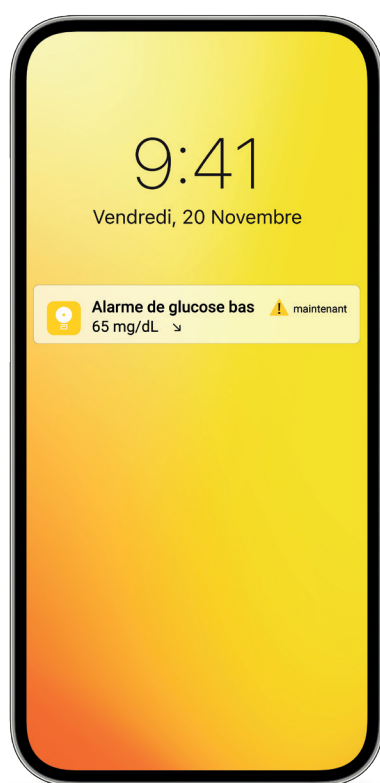 9:41
Vendredi, 20 Novembre
Alarme de glucose bas
maintenant
65 mg/dL ↘